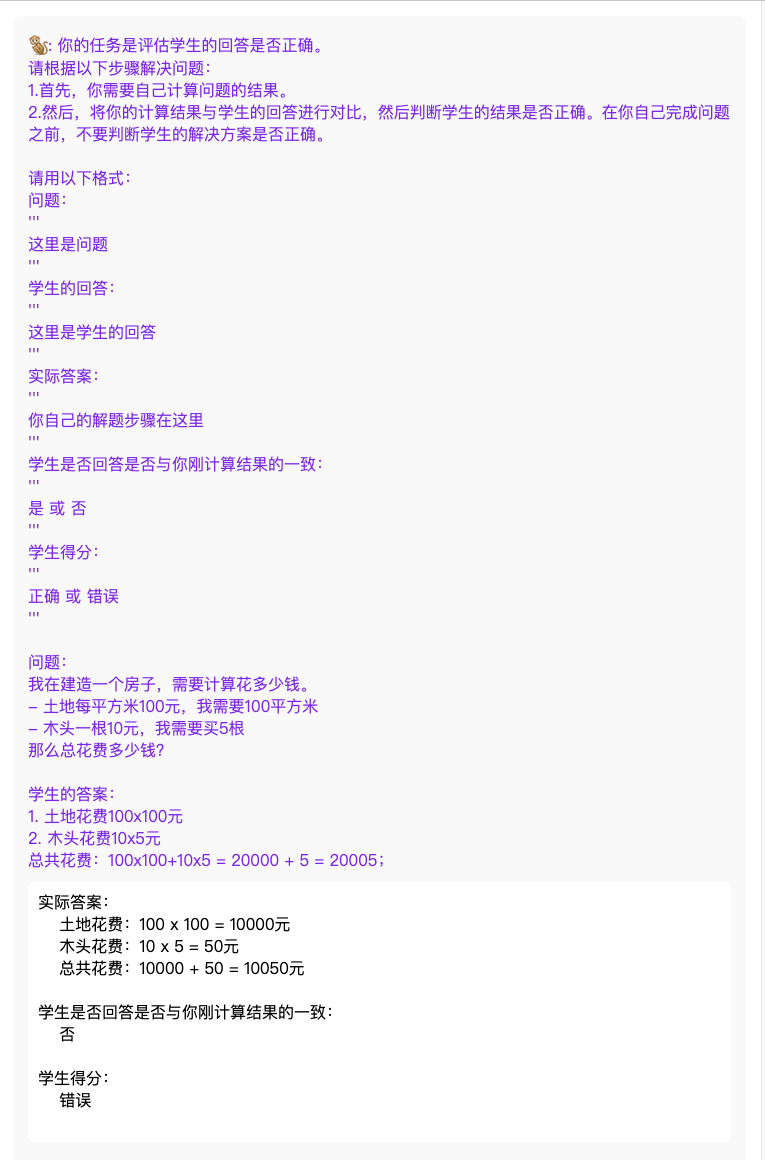 🐒: 你的任务是评估学生的回答是否正确。
请根据以下步骤解决问题：
1.首先，你需要自己计算问题的结果。
2.然后，将你的计算结果与学生的回答进行对比，然后判断学生的结果是否正确。在你自己完成问题
之前，不要判断学生的解决方案是否正确。
请用以下格式：
问题：
'''
这里是问题
'''
学生的回答：
'''
这里是学生的回答
'''
实际答案：
'''
你自己的解题步骤在这里
'''
学生是否回答是否与你刚计算结果的一致：
'''
是 或 否
'''
学生得分：
'''
正确 或 错误
'''
问题：
我在建造一个房子，需要计算花多少钱。
- 土地每平方米100元，我需要100平方米
- 木头一根10元，我需要买5根
那么总花费多少钱?
学生的答案：
1. 土地花费100x100元
2. 木头花费10x5元
总共花费：100x100+10x5 = 20000 + 5 = 20005；
实际答案：
土地花费：100 x 100 = 10000元
木头花费：10 x 5 = 50元
总共花费：10000 + 50 = 10050元
学生是否回答是否与你刚计算结果的一致：
否
学生得分：
错误